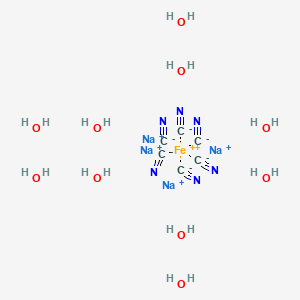 H O H
H O H
N N N
C - C - C -
H O H H O H Na + Na + H O H
Fe ++ Na +
C - C -
N N
H O H H O H C - N H O H
Na +
H O H
H O H